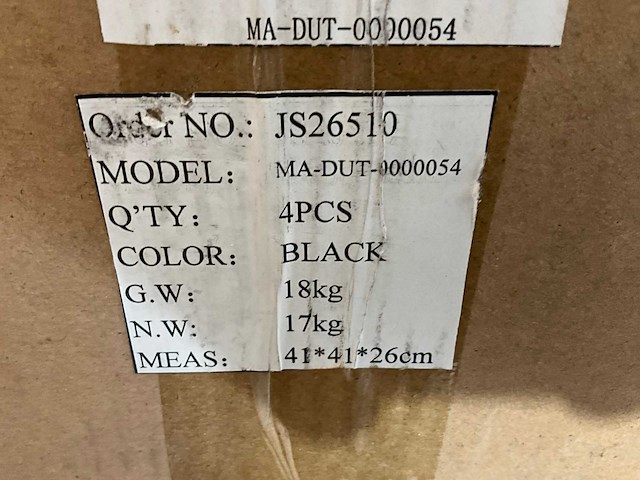 MA-DUT-0000054
Order NO.: JS26510
MODEL: MA-DUT-0000054
Q'TY: 4PCS
COLOR: BLACK
G.W: 18kg
N.W: 17kg
MEAS: 41*41*26cm